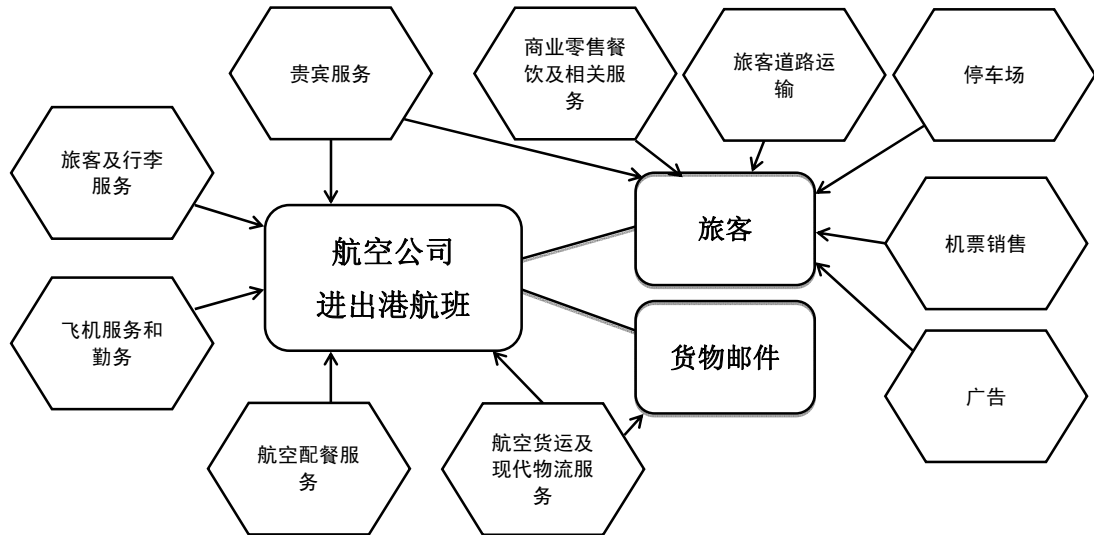 贵宾服务
商业零售餐
饮及相关服
务
旅客道路运
输
停车场
旅客及行李
服务
航空公司
进出港航班
旅客
机票销售
飞机服务和
勤务
货物邮件
广告
航空配餐服
务
航空货运及
现代物流服
务